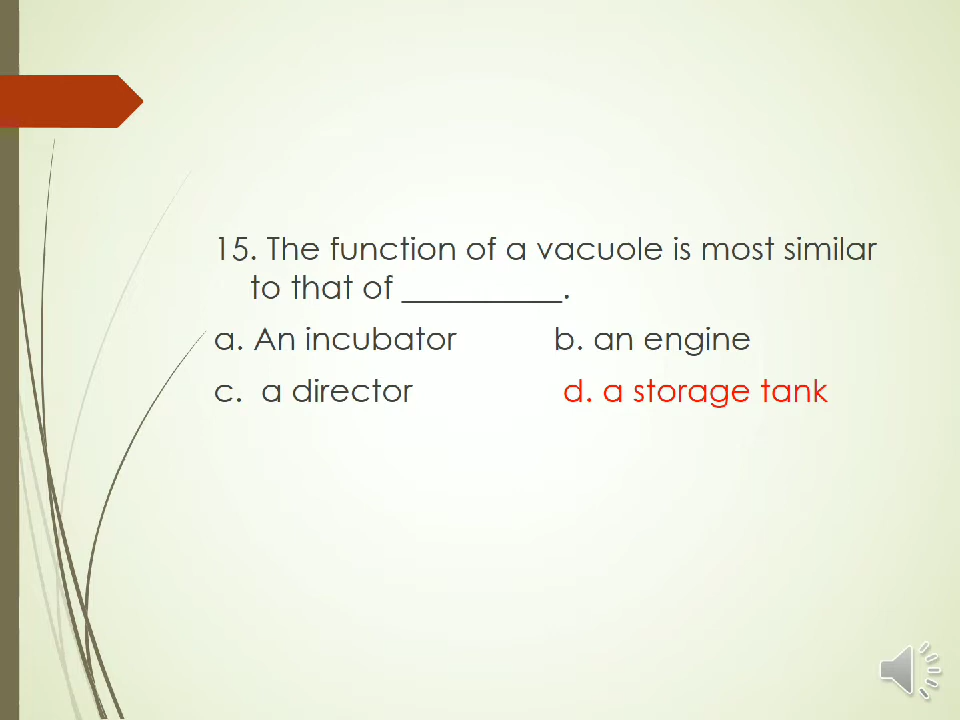 15. The function of a vacuole is most similar
to that of __________.
a. An incubator b. an engine
c. a director d. a storage tank